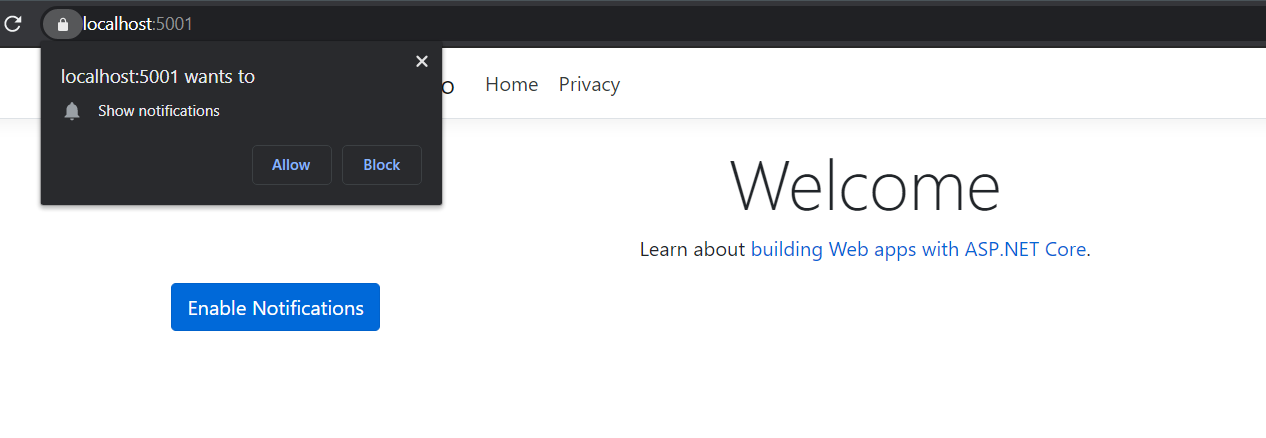 localhost:5001
localhost:5001 wants to
Show notifications
Allow Block
o Home Privacy
Welcome
Learn about building Web apps with ASP.NET Core.
Enable Notifications